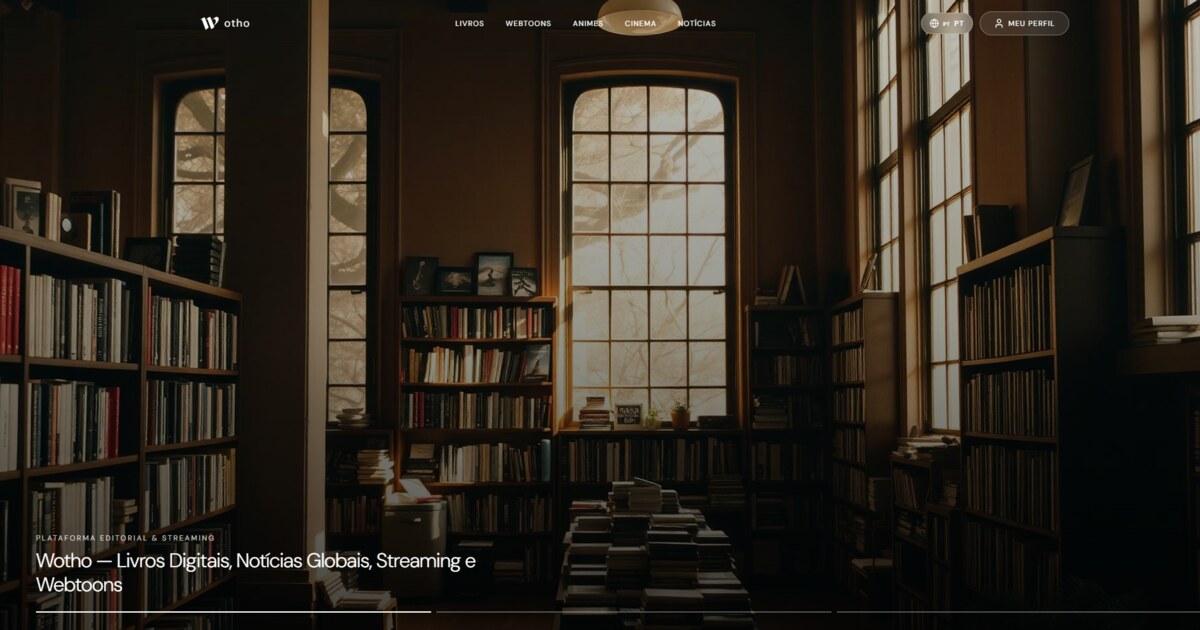 W otho
LIVROS WEBTOONS ANIMES CINEMA NOTÍCIAS
PT PT
MEU PERFIL
PLATAFORMA EDITORIAL & STREAMING
Wotho — Livros Digitais, Notícias Globais, Streaming e
Webtoons